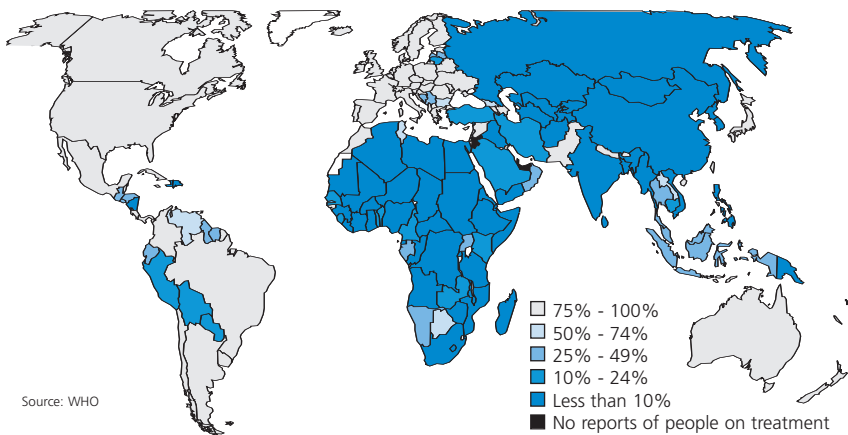 75% - 100%
50% - 74%
25% - 49%
10% - 24%
Less than 10%
No reports of people on treatment
Source: WHO